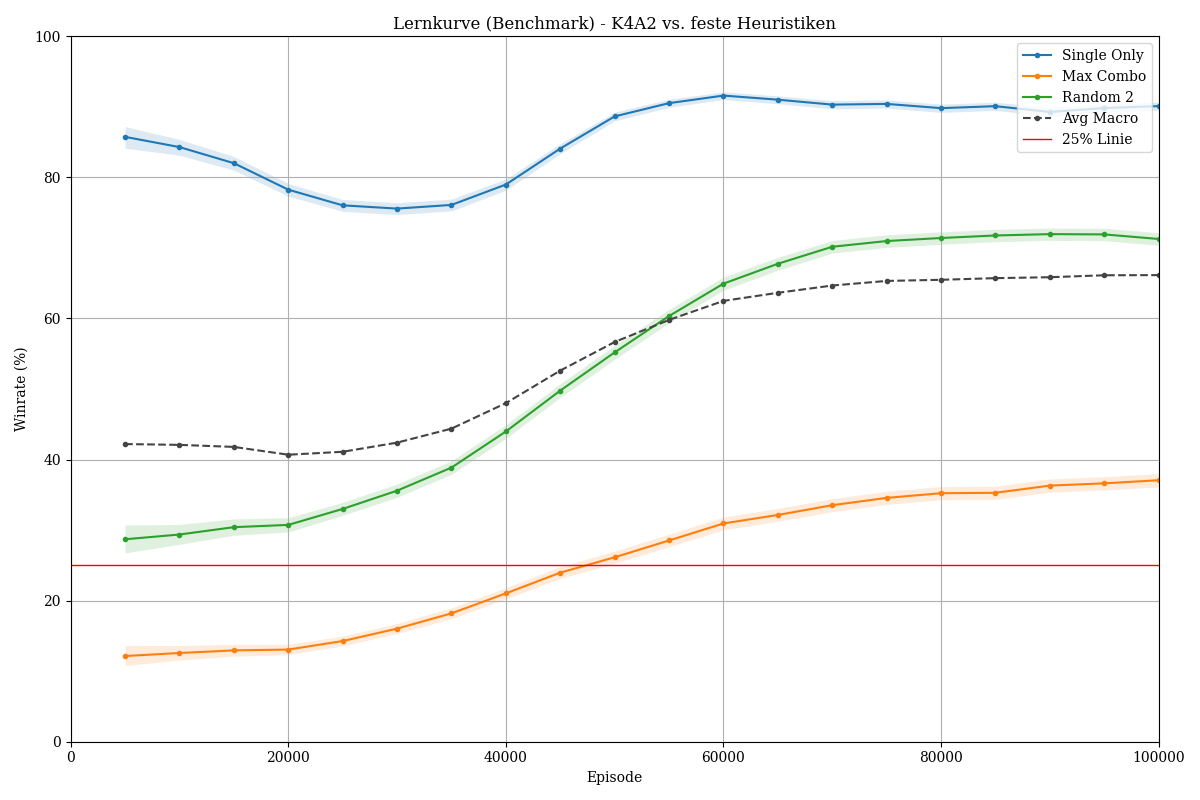 Lernkurve (Benchmark) - K4A2 vs. feste Heuristiken
100
80
60
40
20
0
Winrate (%)
0 20000 40000 60000 80000 100000
Episode
Single Only
Max Combo
Random 2
Avg Macro
25% Linie